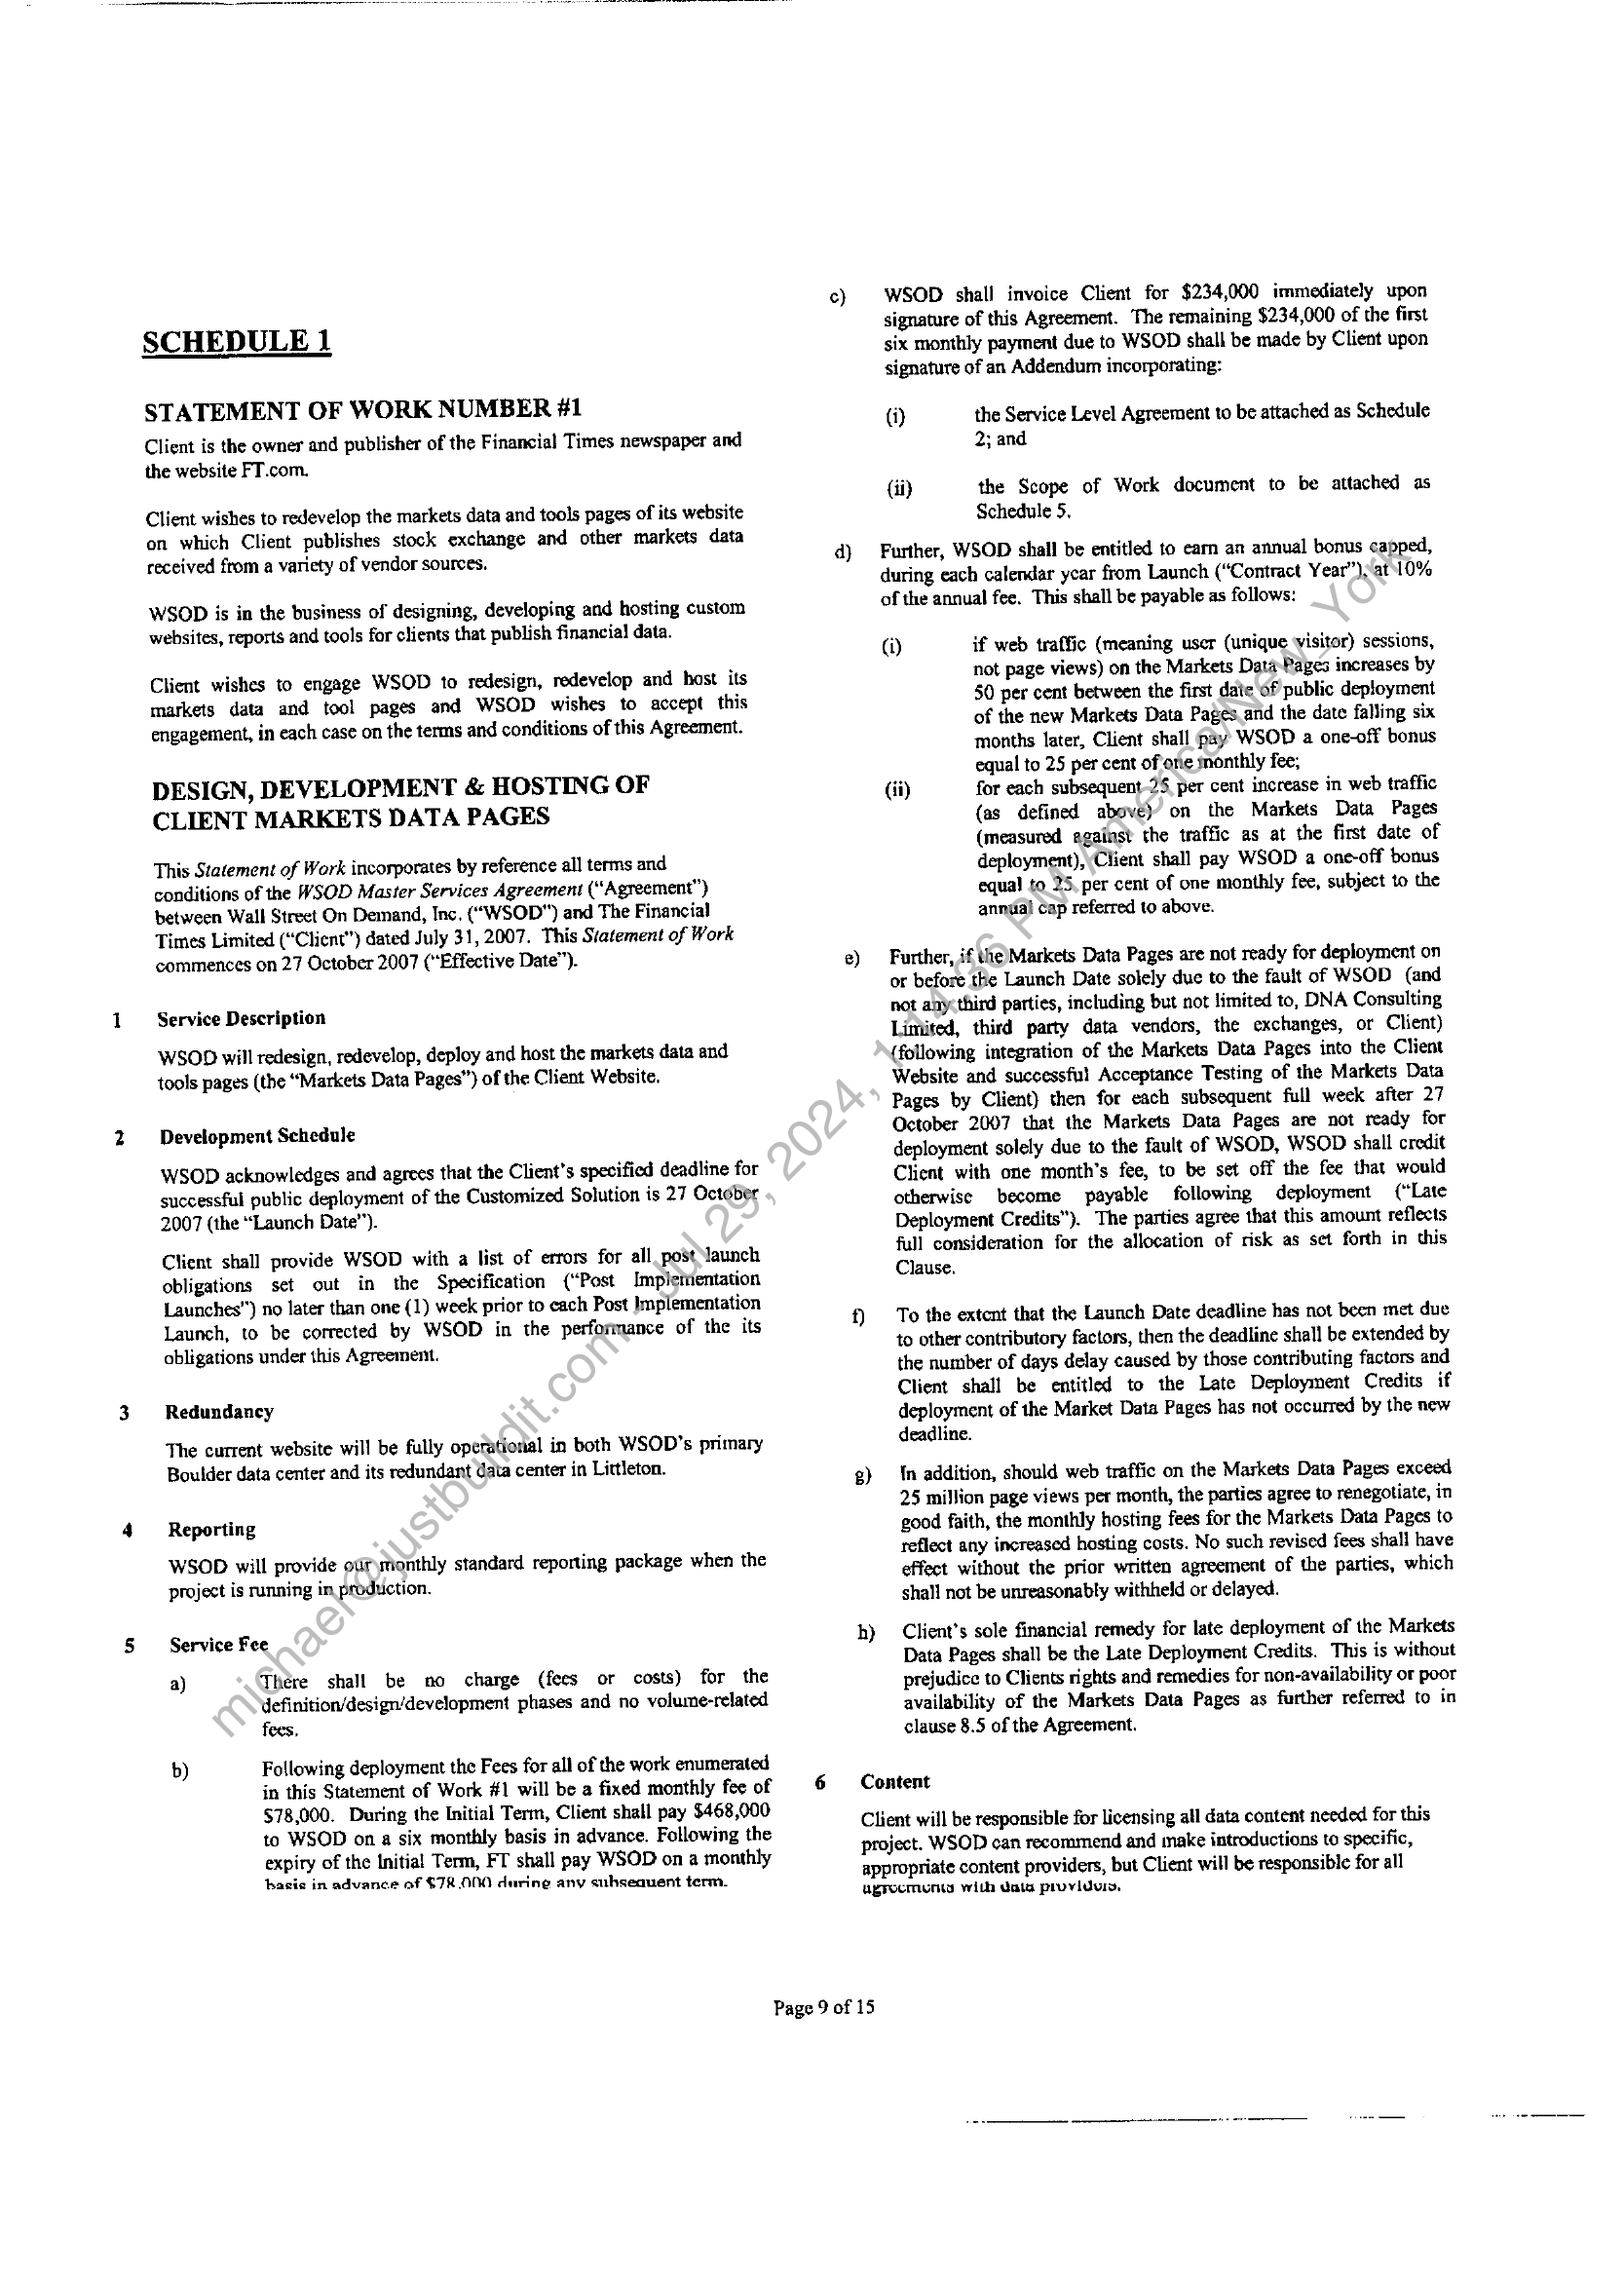 SCHEDULE 1
STATEMENT OF WORK NUMBER #1
Client is the owner and publisher of the Financial Times newspaper and
the website FT.com.
Client wishes to redevelop the markets data and tools pages of its website
on which Client publishes stock exchange and other markets data
received from a variety of vendor sources.
WSOD is in the business of designing, developing and hosting custom
websites, reports and tools for clients that publish financial data.
Client wishes to engage WSOD to redesign, redevelop and host its
markets data and tool pages and WSOD wishes to accept this
engagement, in each case on the terms and conditions of this Agreement.
DESIGN, DEVELOPMENT & HOSTING OF
CLIENT MARKETS DATA PAGES
This Statement of Work incorporates by reference all terms and
conditions of the WSOD Master Services Agreement ("Agreement")
between Wall Street On Demand, Inc. ("WSOD") and The Financial
Times Limited ("Client") dated July 31, 2007. This Statement of Work
commences on 27 October 2007 ("Effective Date").
1 Service Description
WSOD will redesign, redevelop, deploy and host the markets data and
tools pages (the "Markets Data Pages") of the Client Website.
2 Development Schedule
WSOD acknowledges and agrees that the Client's specified deadline for
successful public deployment of the Customized Solution is 27 October
2007 (the "Launch Date").
Client shall provide WSOD with a list of errors for all post launch
obligations set out in the Specification ("Post Implementation
Launches") no later than one (1) week prior to each Post Implementation
Launch, to be corrected by WSOD in the performance of the its
obligations under this Agreement.
3 Redundancy
The current website will be fully operational in both WSOD's primary
Boulder data center and its redundant data center in Littleton.
4 Reporting
WSOD will provide our monthly standard reporting package when the
project is running in production.
5 Service Fee
a) There shall be no charge (fees or costs) for the
definition/design/development phases and no volume-related
fees.
b) Following deployment the Fees for all of the work enumerated
in this Statement of Work #1 will be a fixed monthly fee of
$78,000. During the Initial Term, Client shall pay $468,000
to WSOD on a six monthly basis in advance. Following the
expiry of the Initial Term, FT shall pay WSOD on a monthly
basis in advance of $78,000 during any subsequent term.
c) WSOD shall invoice Client for $234,000 immediately upon
signature of this Agreement. The remaining $234,000 of the first
six monthly payment due to WSOD shall be made by Client upon
signature of an Addendum incorporating:
(i) the Service Level Agreement to be attached as Schedule
2; and
(ii) the Scope of Work document to be attached as
Schedule 5.
d) Further, WSOD shall be entitled to earn an annual bonus capped,
during each calendar year from Launch ("Contract Year"), at 10%
of the annual fee. This shall be payable as follows:
(i) if web traffic (meaning user (unique visitor) sessions,
not page views) on the Markets Data Pages increases by
50 per cent between the first date of public deployment
of the new Markets Data Pages and the date falling six
months later, Client shall pay WSOD a one-off bonus
equal to 25 per cent of one monthly fee;
(ii) for each subsequent 25 per cent increase in web traffic
(as defined above) on the Markets Data Pages
(measured against the traffic as at the first date of
deployment), Client shall pay WSOD a one-off bonus
equal to 25 per cent of one monthly fee, subject to the
annual cap referred to above.
e) Further, if the Markets Data Pages are not ready for deployment on
or before the Launch Date solely due to the fault of WSOD (and
not any third parties, including but not limited to, DNA Consulting
Limited, third party data vendors, the exchanges, or Client)
(following integration of the Markets Data Pages into the Client
Website and successful Acceptance Testing of the Markets Data
Pages by Client) then for each subsequent full week after 27
October 2007 that the Markets Data Pages are not ready for
deployment solely due to the fault of WSOD, WSOD shall credit
Client with one month's fee, to be set off the fee that would
otherwise become payable following deployment ("Late
Deployment Credits"). The parties agree that this amount reflects
full consideration for the allocation of risk as set forth in this
Clause.
f) To the extent that the Launch Date deadline has not been met due
to other contributory factors, then the deadline shall be extended by
the number of days delay caused by those contributing factors and
Client shall be entitled to the Late Deployment Credits if
deployment of the Market Data Pages has not occurred by the new
deadline.
g) In addition, should web traffic on the Markets Data Pages exceed
25 million page views per month, the parties agree to renegotiate, in
good faith, the monthly hosting fees for the Markets Data Pages to
reflect any increased hosting costs. No such revised fees shall have
effect without the prior written agreement of the parties, which
shall not be unreasonably withheld or delayed.
h) Client's sole financial remedy for late deployment of the Markets
Data Pages shall be the Late Deployment Credits. This is without
prejudice to Clients rights and remedies for non-availability or poor
availability of the Markets Data Pages as further referred to in
clause 8.5 of the Agreement.
6 Content
Client will be responsible for licensing all data content needed for this
project. WSOD can recommend and make introductions to specific,
appropriate content providers, but Client will be responsible for all
agreements with data providers.
Page 9 of 15
michael@justbuildit.com - Jul 29, 2024, 1:14:36 PM America/New_York